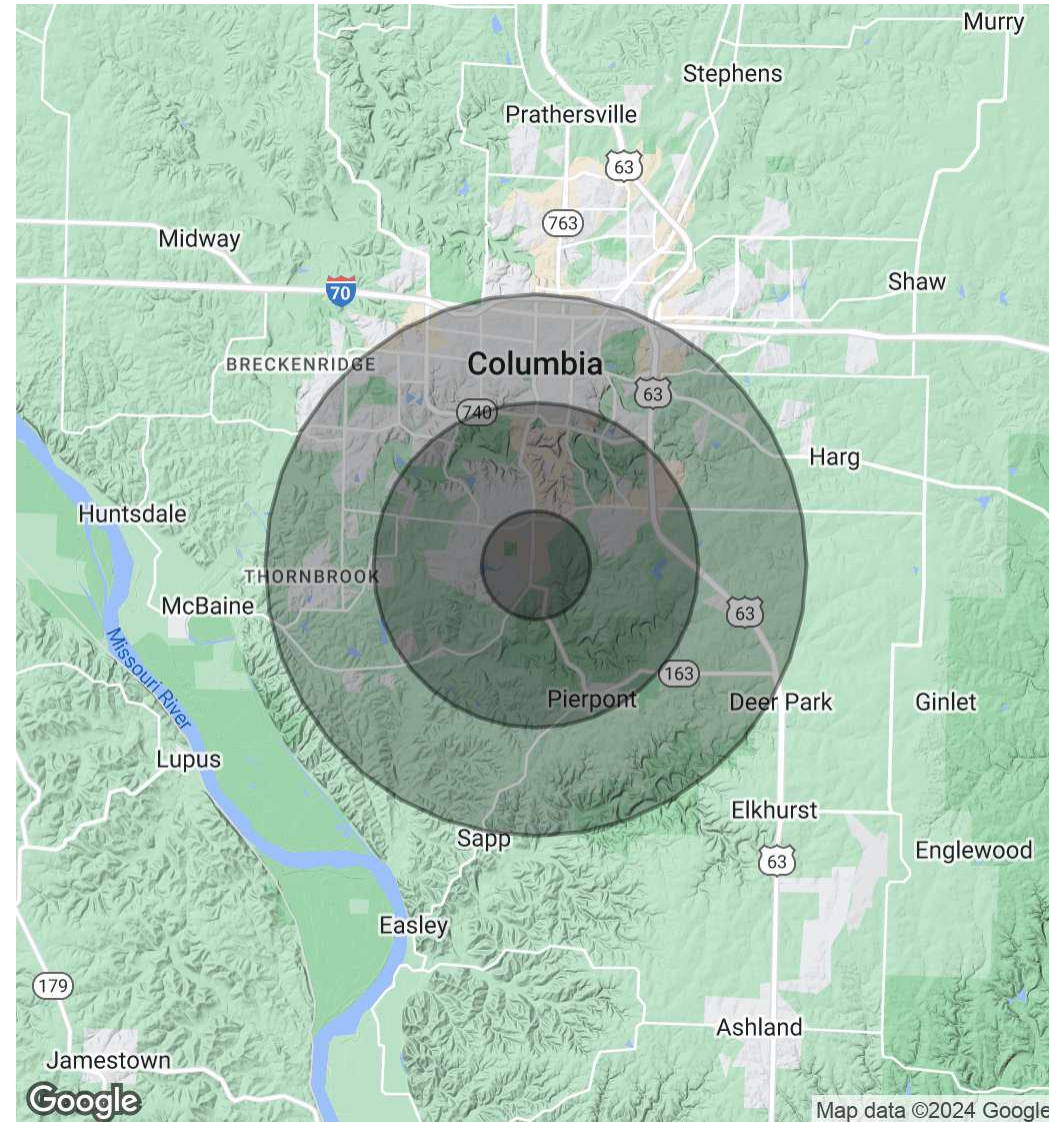 Murry
Stephens
Prathersville
63
763
Midway
Shaw
70
BRECKENRIDGE
Columbia
63
740
Harg
Huntsdale
THORNBROOK
McBaine
63
Missouri River
163
Pierpont
Deer Park
Ginlet
Lupus
Elkhurst
Sapp
Englewood
63
Easley
179
Ashland
Jamestown
Google
Map data ©2024 Google